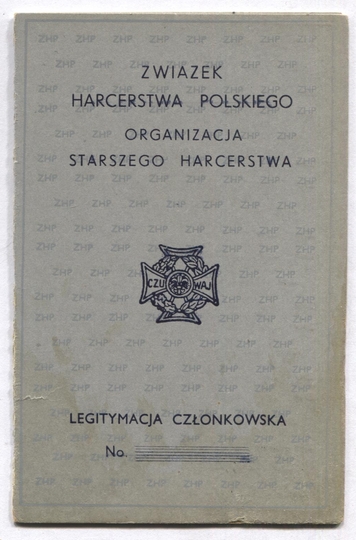 ZWIAZEK
HARCERSTWA POLSKIEGO
ORGANIZACJA
STARSZEGO HARCERSTWA
CZU WAJ
LEGITYMACJA CZŁONKOWSKA
No.